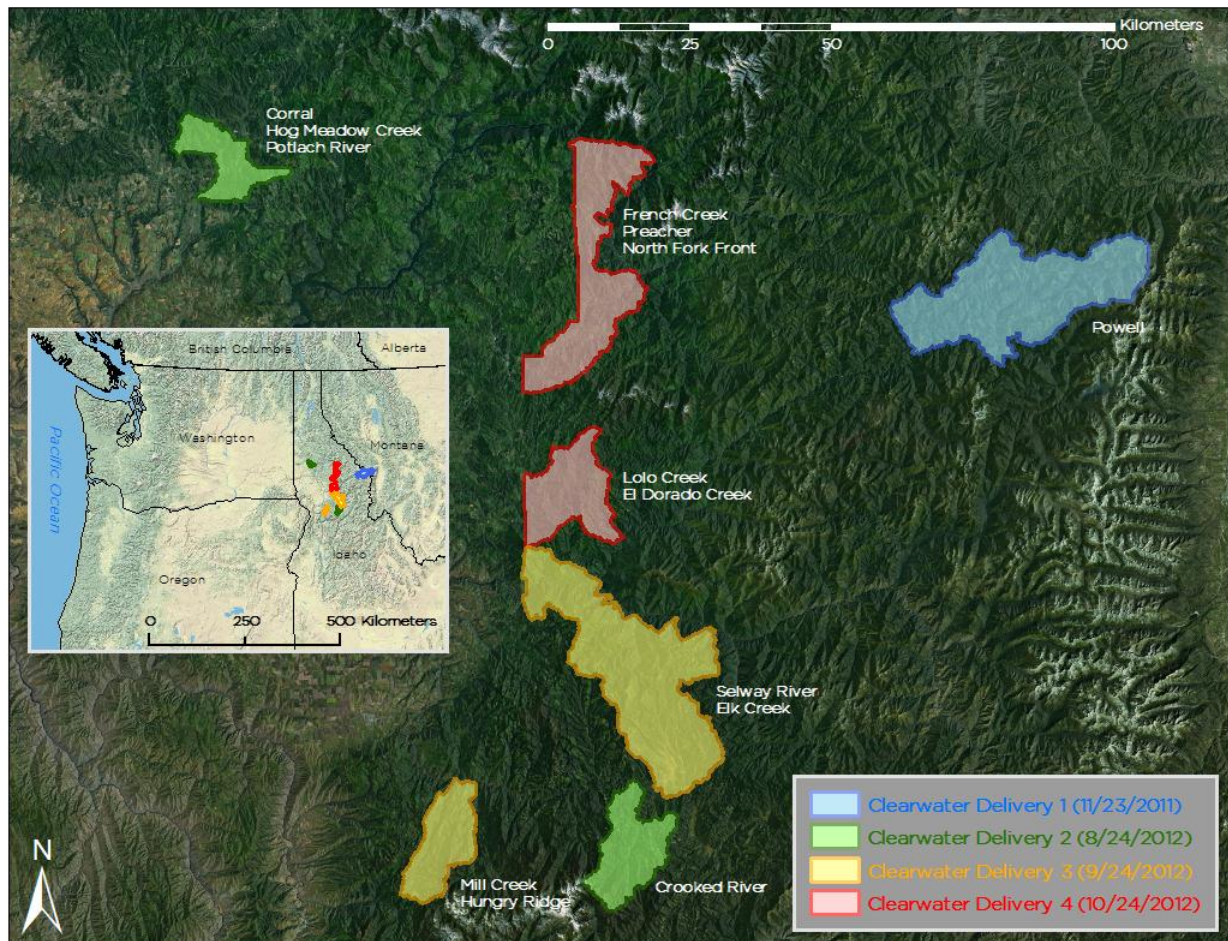 Kilometers
0 25 50 100
Corral
Hog Meadow Creek
Potlach River
French Creek
Preacher
North Fork Front
Powell
British Columbia
Alberta
Washington
Montana
Pacific Ocean
Idaho
Oregon
0 250 500 Kilometers
Lolo Creek
El Dorado Creek
Selway River
Elk Creek
Mill Creek
Hungry Ridge
Crooked River
N
Clearwater Delivery 1 (11/23/2011)
Clearwater Delivery 2 (8/24/2012)
Clearwater Delivery 3 (9/24/2012)
Clearwater Delivery 4 (10/24/2012)